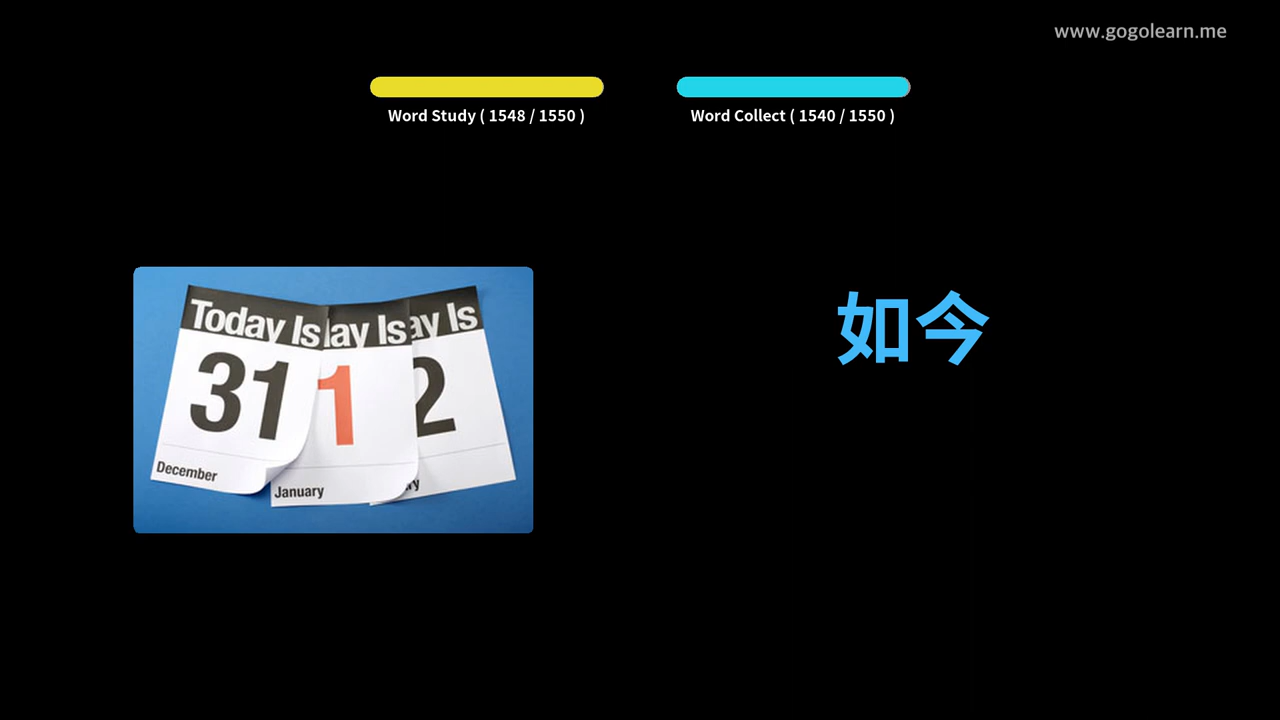 www.gogolearn.me
Word Study ( 1548 / 1550 )
Word Collect ( 1540 / 1550 )
如今
Today Is
ay Is
ay Is
31
1
2
December
January
ry